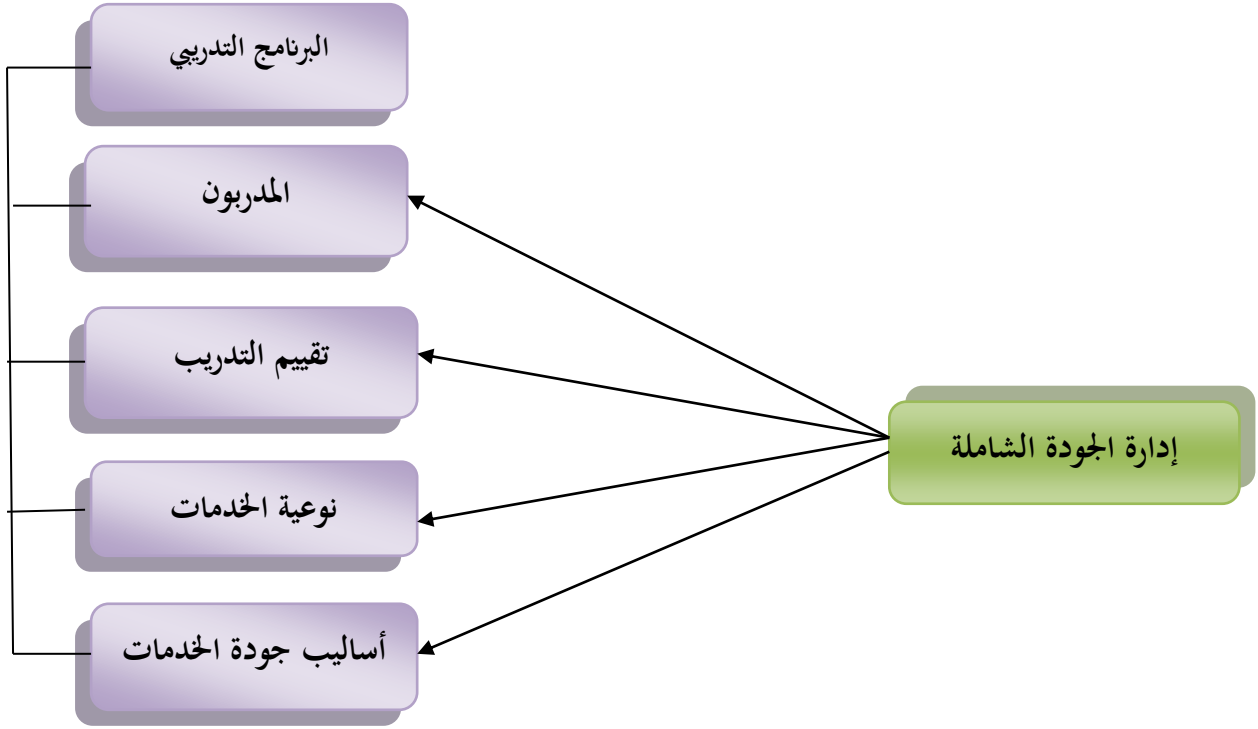 البرنامج التدريبي
المدربون
تقييم التدريب
إدارة الجودة الشاملة
نوعية الخدمات
أساليب جودة الخدمات